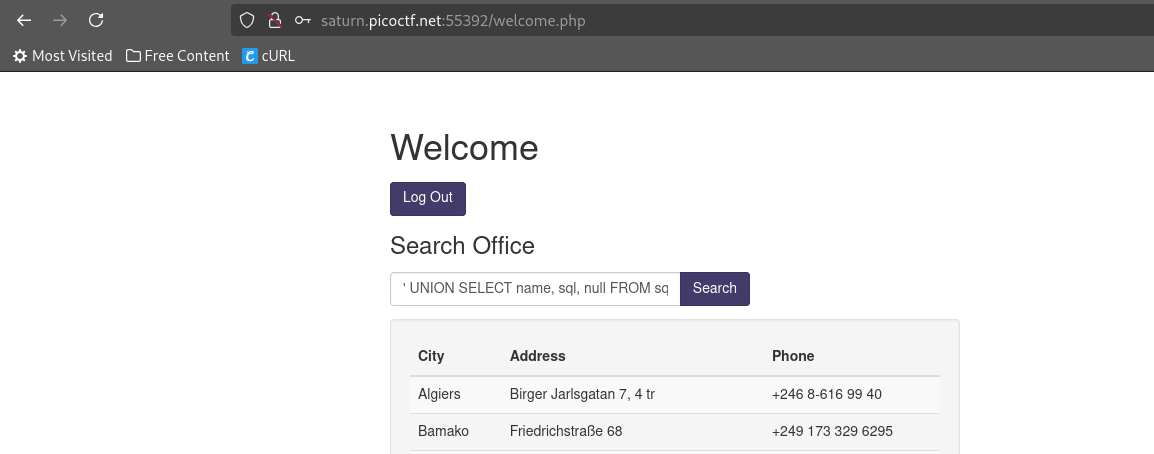 saturn.picoctf.net:55392/welcome.php
Most Visited Free Content cURL
Welcome
Log Out
Search Office
' UNION SELECT name, sql, null FROM sq Search
City Address Phone
Algiers Birger Jarlsgatan 7, 4 tr +246 8-616 99 40
Bamako Friedrichstraße 68 +249 173 329 6295